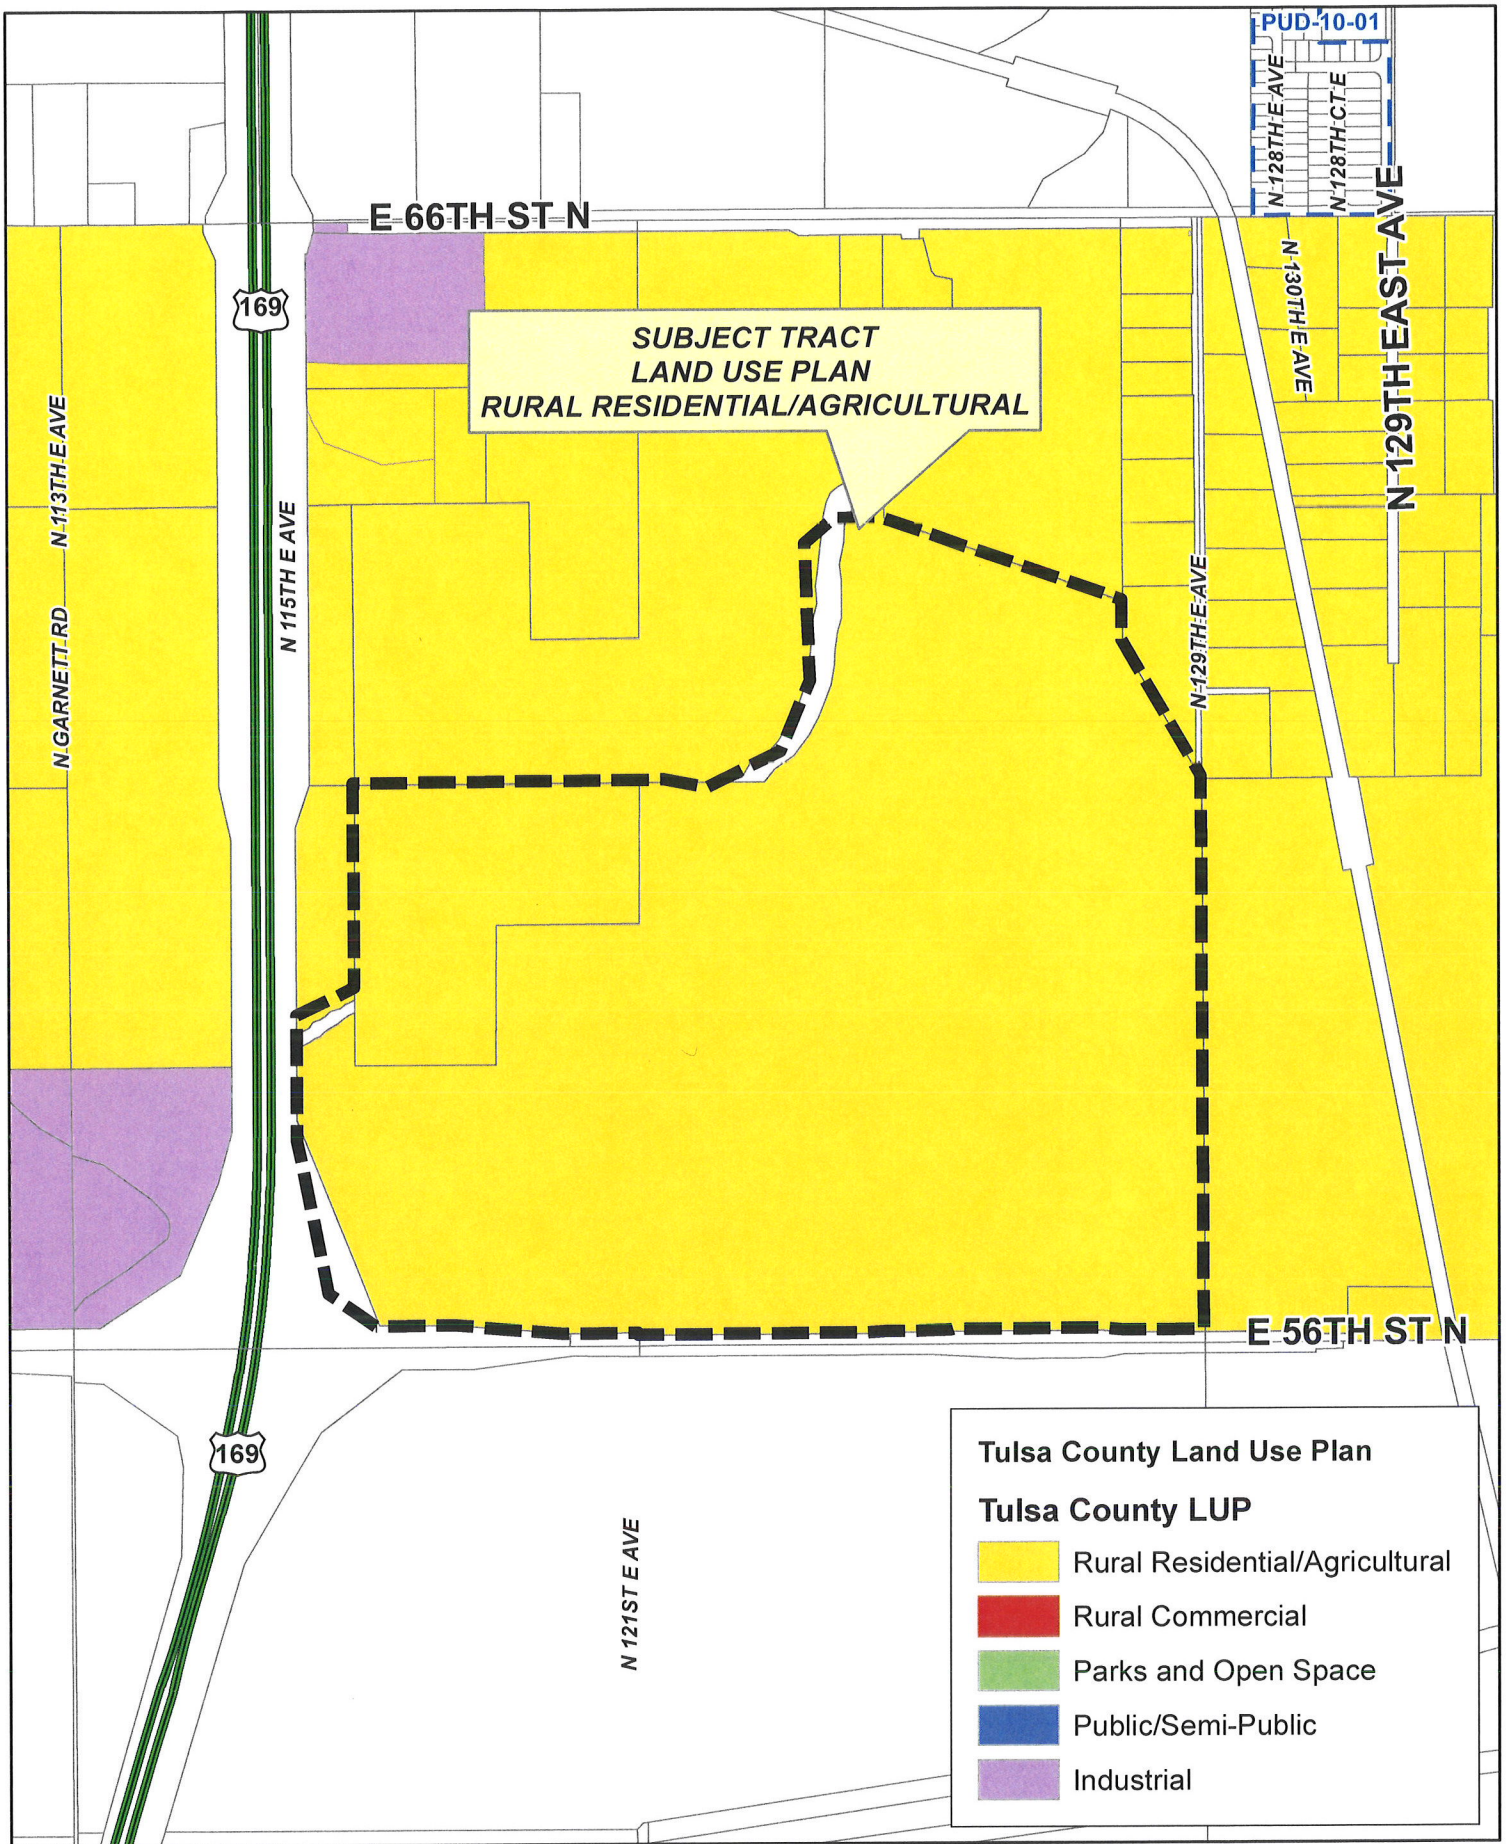 PUD-10-01
N 128TH E AVE
N 128TH CT E
E 66TH ST N
169
N 130TH E AVE
N 129TH EAST AVE
SUBJECT TRACT
LAND USE PLAN
RURAL RESIDENTIAL/AGRICULTURAL
N 113TH E AVE
N 115TH E AVE
N 129TH E AVE
N GARNETT RD
E 56TH ST N
169
N 121ST E AVE
Tulsa County Land Use Plan
Tulsa County LUP
Rural Residential/Agricultural
Rural Commercial
Parks and Open Space
Public/Semi-Public
Industrial